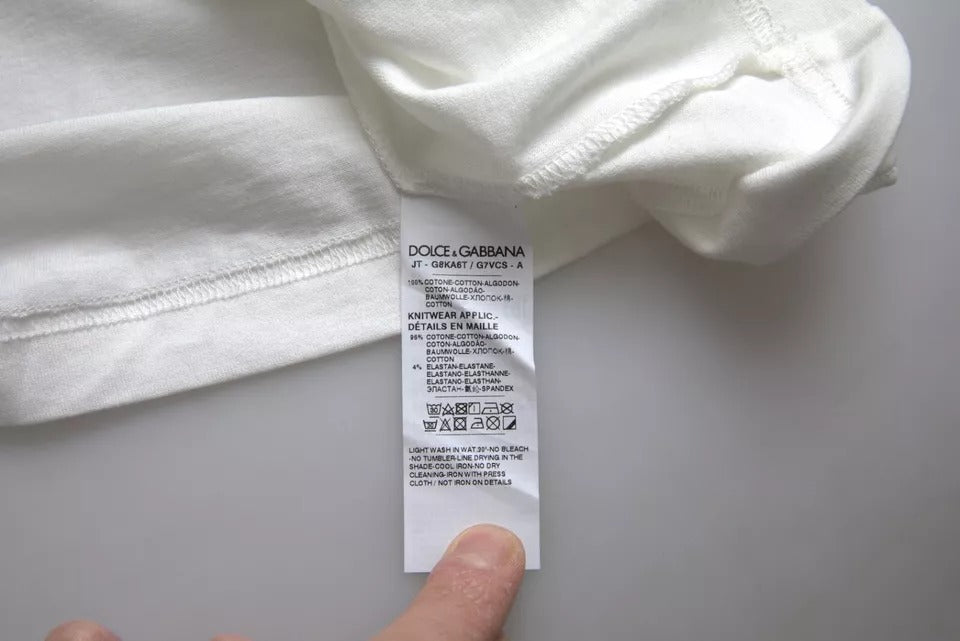 DOLCE & GABBANA
JT - G8KA6T / G7VCS - A
100% COTONE-COTTON-ALGODON-
COTON-ALGODÃO-
BAUMWOLLE-ХЛОПОК-棉-
COTTON
KNITWEAR APPLIC.-
DÉTAILS EN MAILLE
96% COTONE-COTTON-ALGODON-
COTON-ALGODÃO-
BAUMWOLLE-ХЛОПОК-棉-
COTTON
4% ELASTAN-ELASTANE-
ELASTANO-ELASTHANNE-
ELASTANO-ELASTHAN-
ЭЛАСТАН-氨纶-SPANDEX
LIGHT WASH IN WAT.30°-NO BLEACH
-NO TUMBLER-LINE DRYING IN THE
SHADE-COOL IRON-NO DRY
CLEANING-IRON WITH PRESS
CLOTH / NOT IRON ON DETAILS